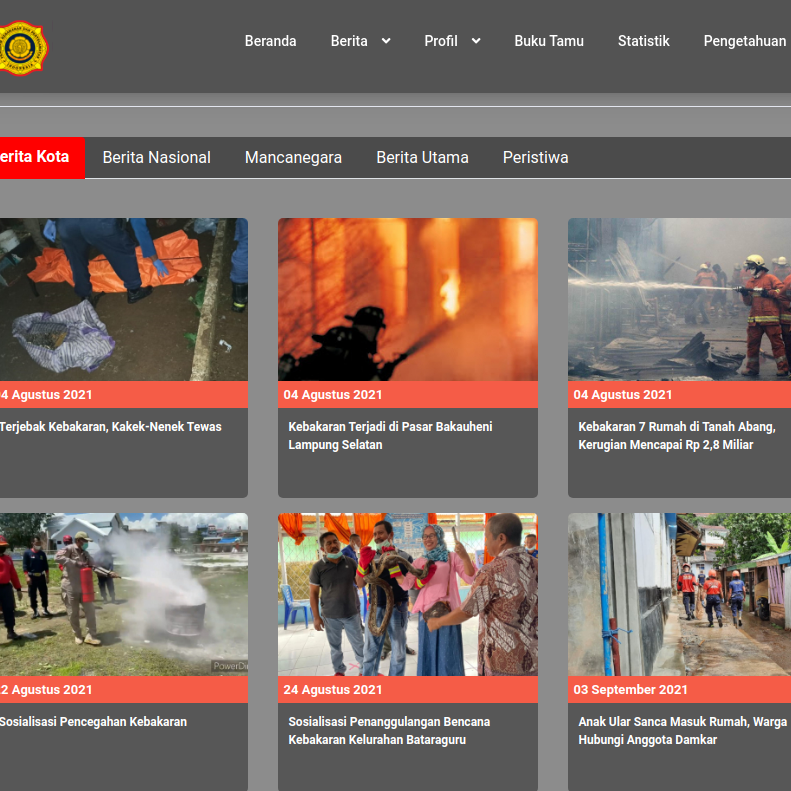 Beranda Berita Profil Buku Tamu Statistik Pengetahuan
erita Kota Berita Nasional Mancanegara Berita Utama Peristiwa
4 Agustus 2021
04 Agustus 2021
04 Agustus 2021
Terjebak Kebakaran, Kakek-Nenek Tewas
Kebakaran Terjadi di Pasar Bakauheni
Lampung Selatan
Kebakaran 7 Rumah di Tanah Abang,
Kerugian Mencapai Rp 2,8 Miliar
PowerDi
2 Agustus 2021
24 Agustus 2021
03 September 2021
Sosialisasi Pencegahan Kebakaran
Sosialisasi Penanggulangan Bencana
Kebakaran Kelurahan Bataraguru
Anak Ular Sanca Masuk Rumah, Warga
Hubungi Anggota Damkar